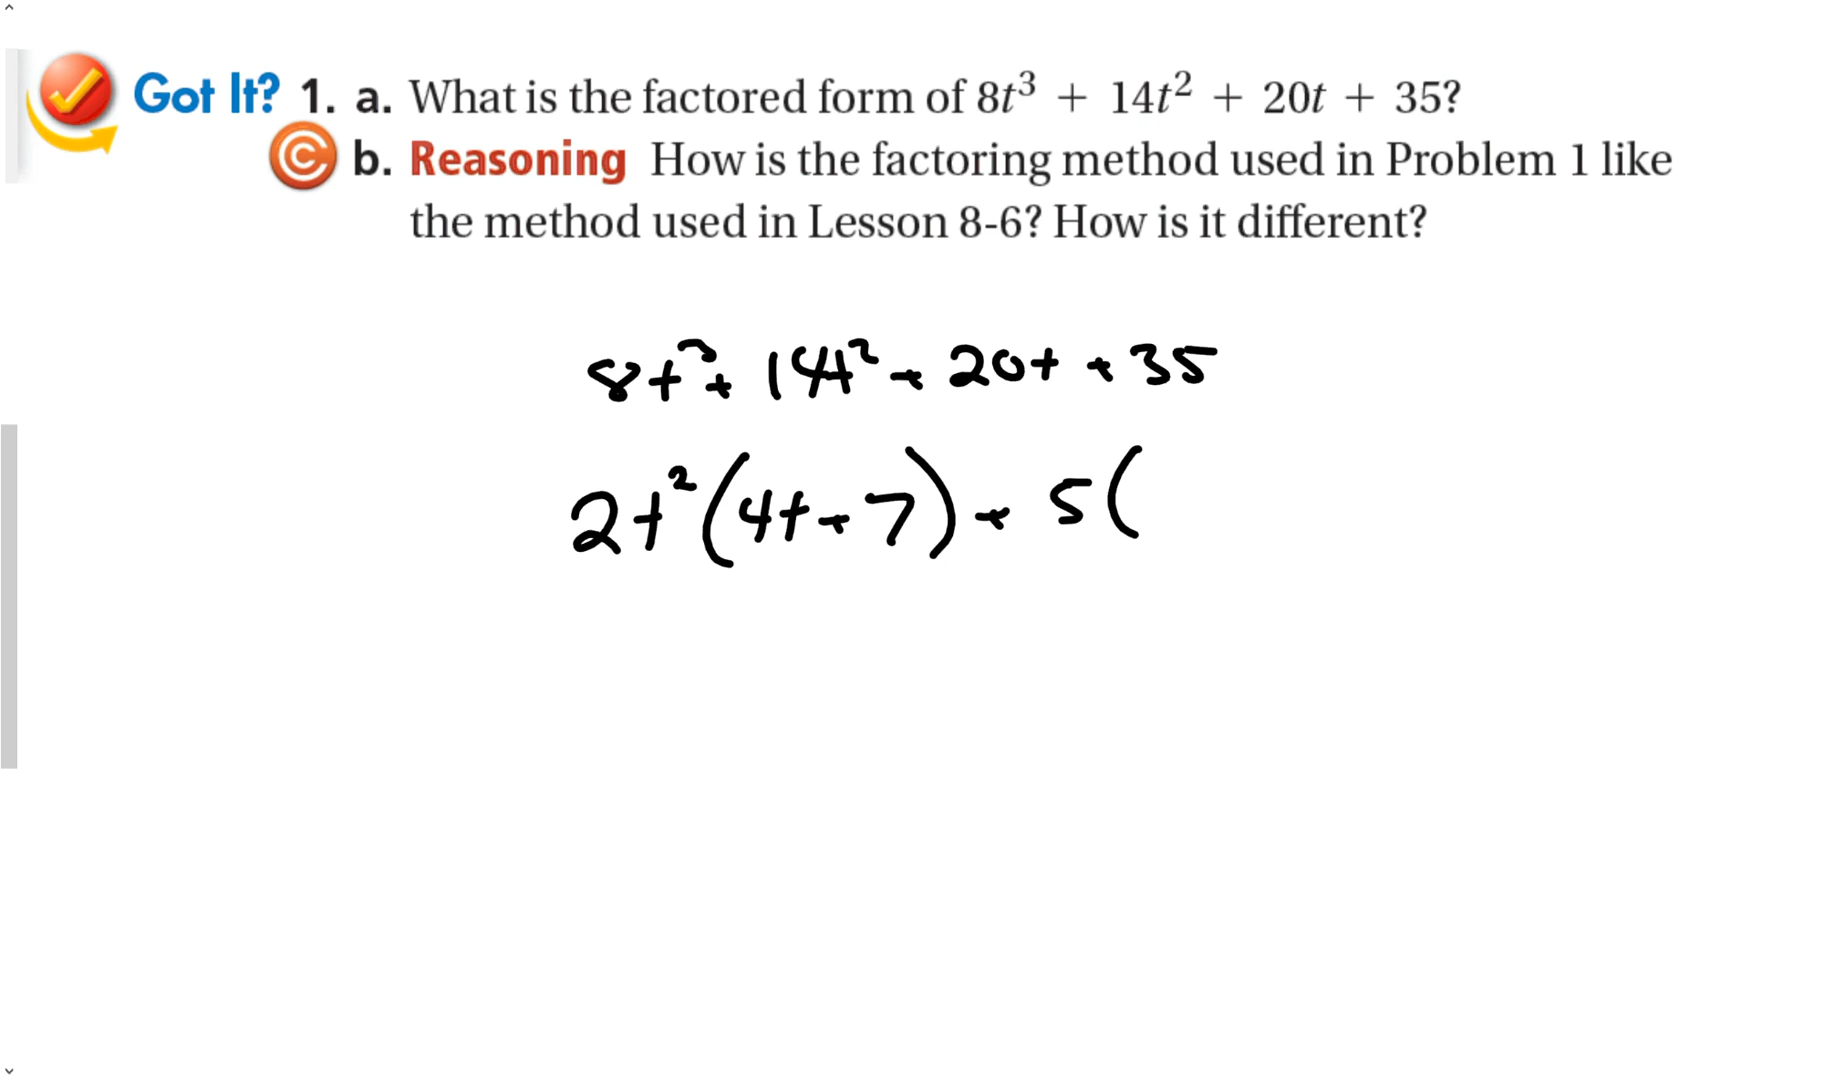 Got It? 1. a. What is the factored form of 8t³ + 14t² + 20t + 35?
© b. Reasoning How is the factoring method used in Problem 1 like
the method used in Lesson 8-6? How is it different?
8t³ + 14t² + 20t + 35
2t²(4t + 7) + 5(